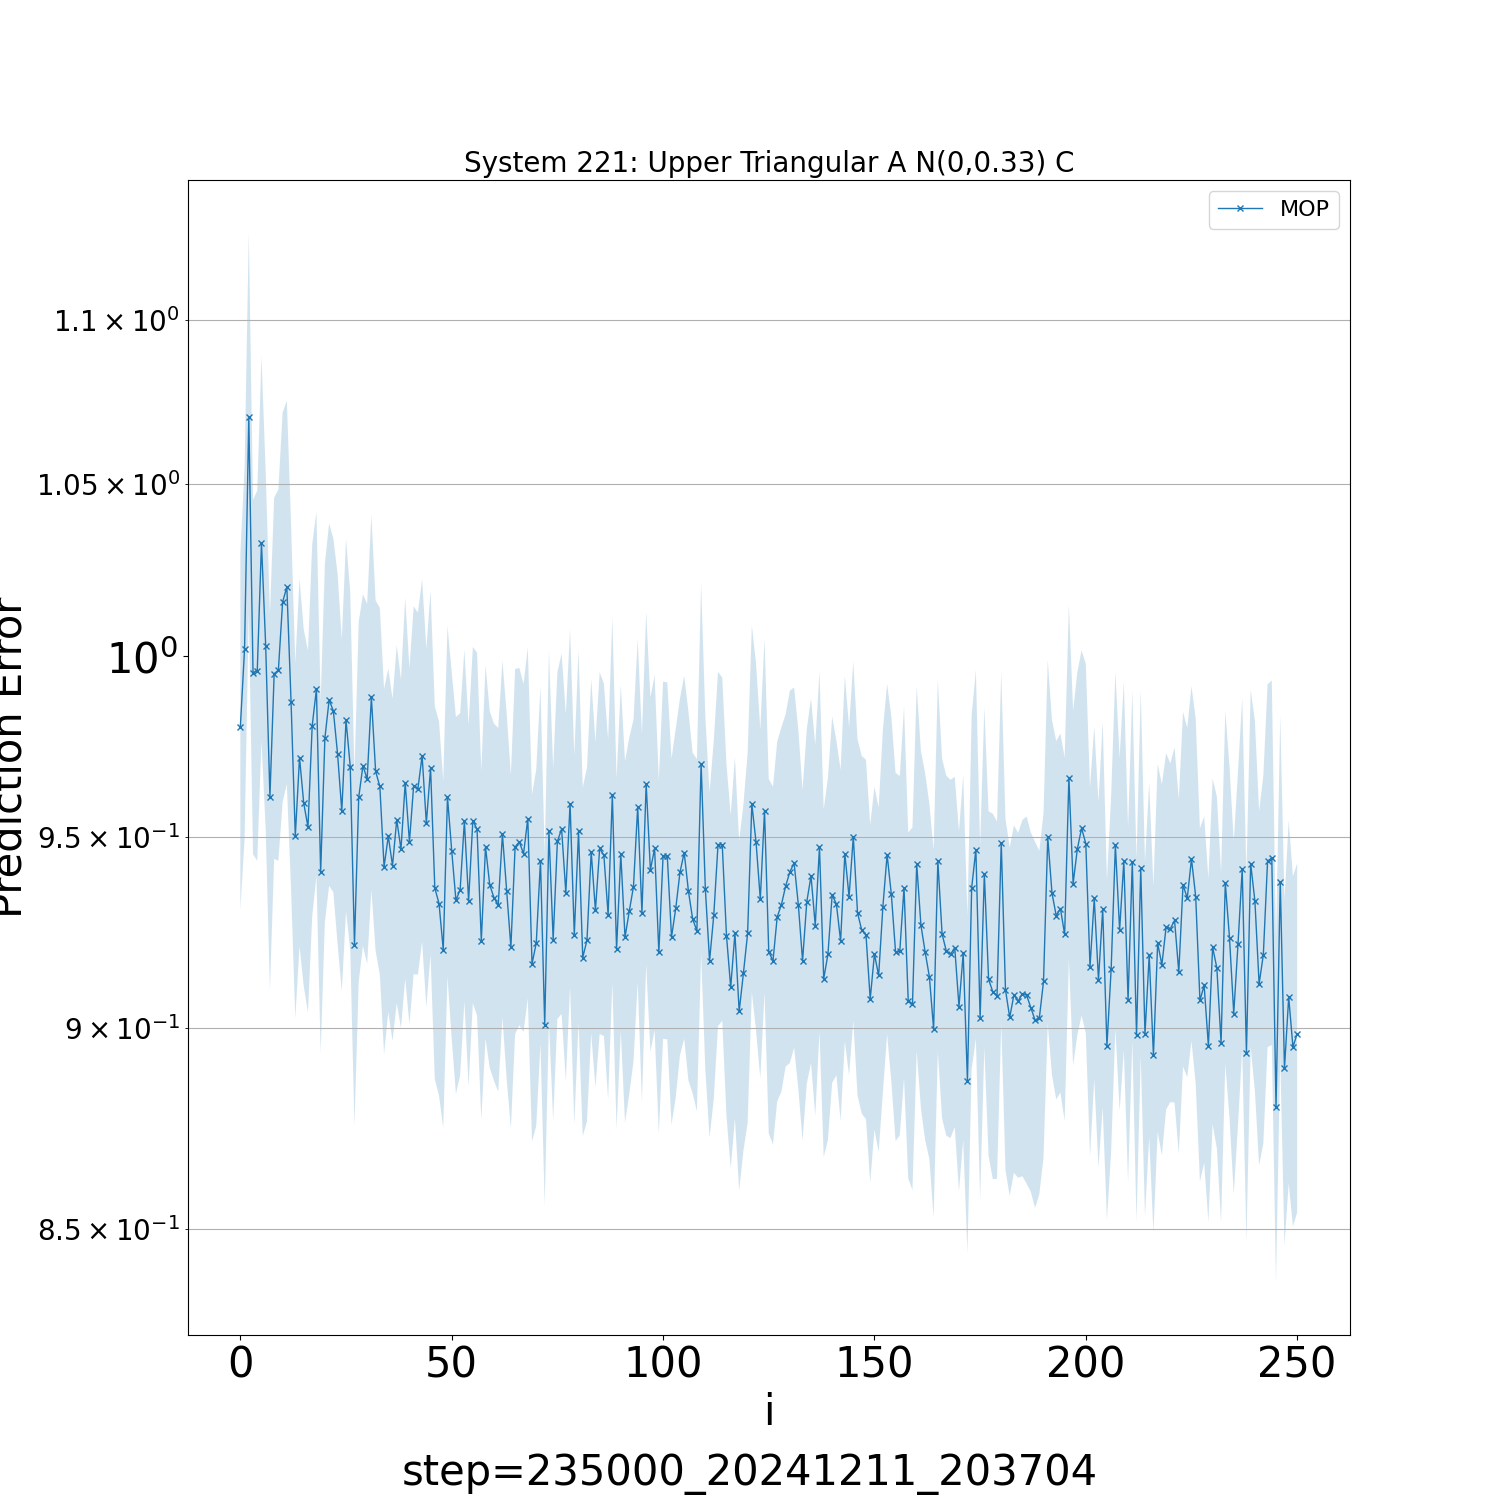 System 221: Upper Triangular A N(0,0.33) C
MOP
1.1 × 10⁰
1.05 × 10⁰
10⁰
9.5 × 10⁻¹
9 × 10⁻¹
8.5 × 10⁻¹
Prediction Error
0 50 100 150 200 250
i
step=235000_20241211_203704